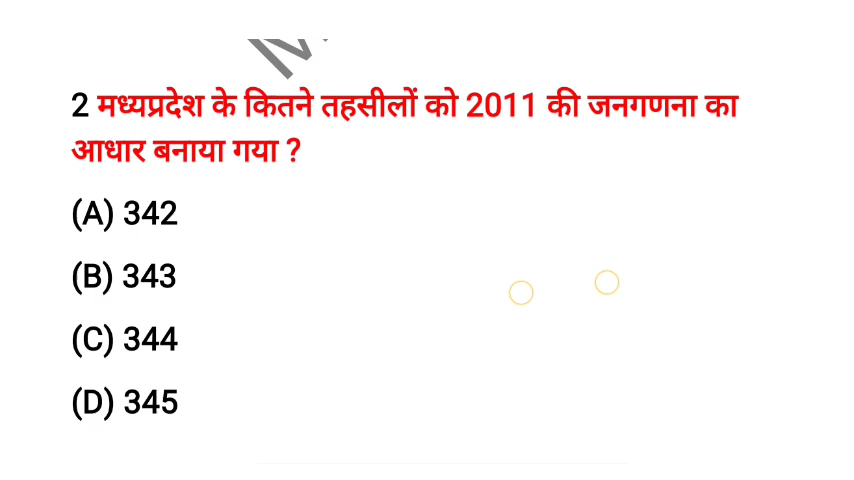 2 मध्यप्रदेश के कितने तहसीलों को 2011 की जनगणना का
आधार बनाया गया ?
(A) 342
(B) 343
(C) 344
(D) 345